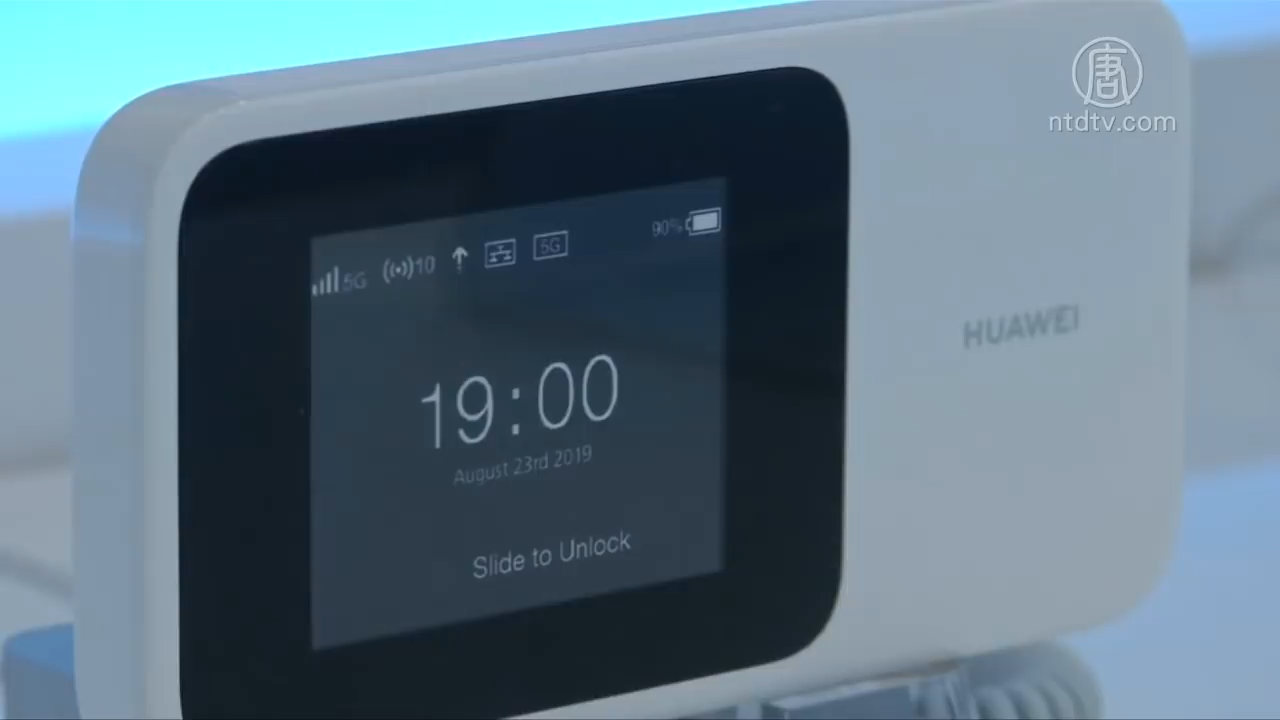 唐
ntdtv.com
5G 10 5G 90%
HUAWEI
19:00
August 23rd 2019
Slide to Unlock